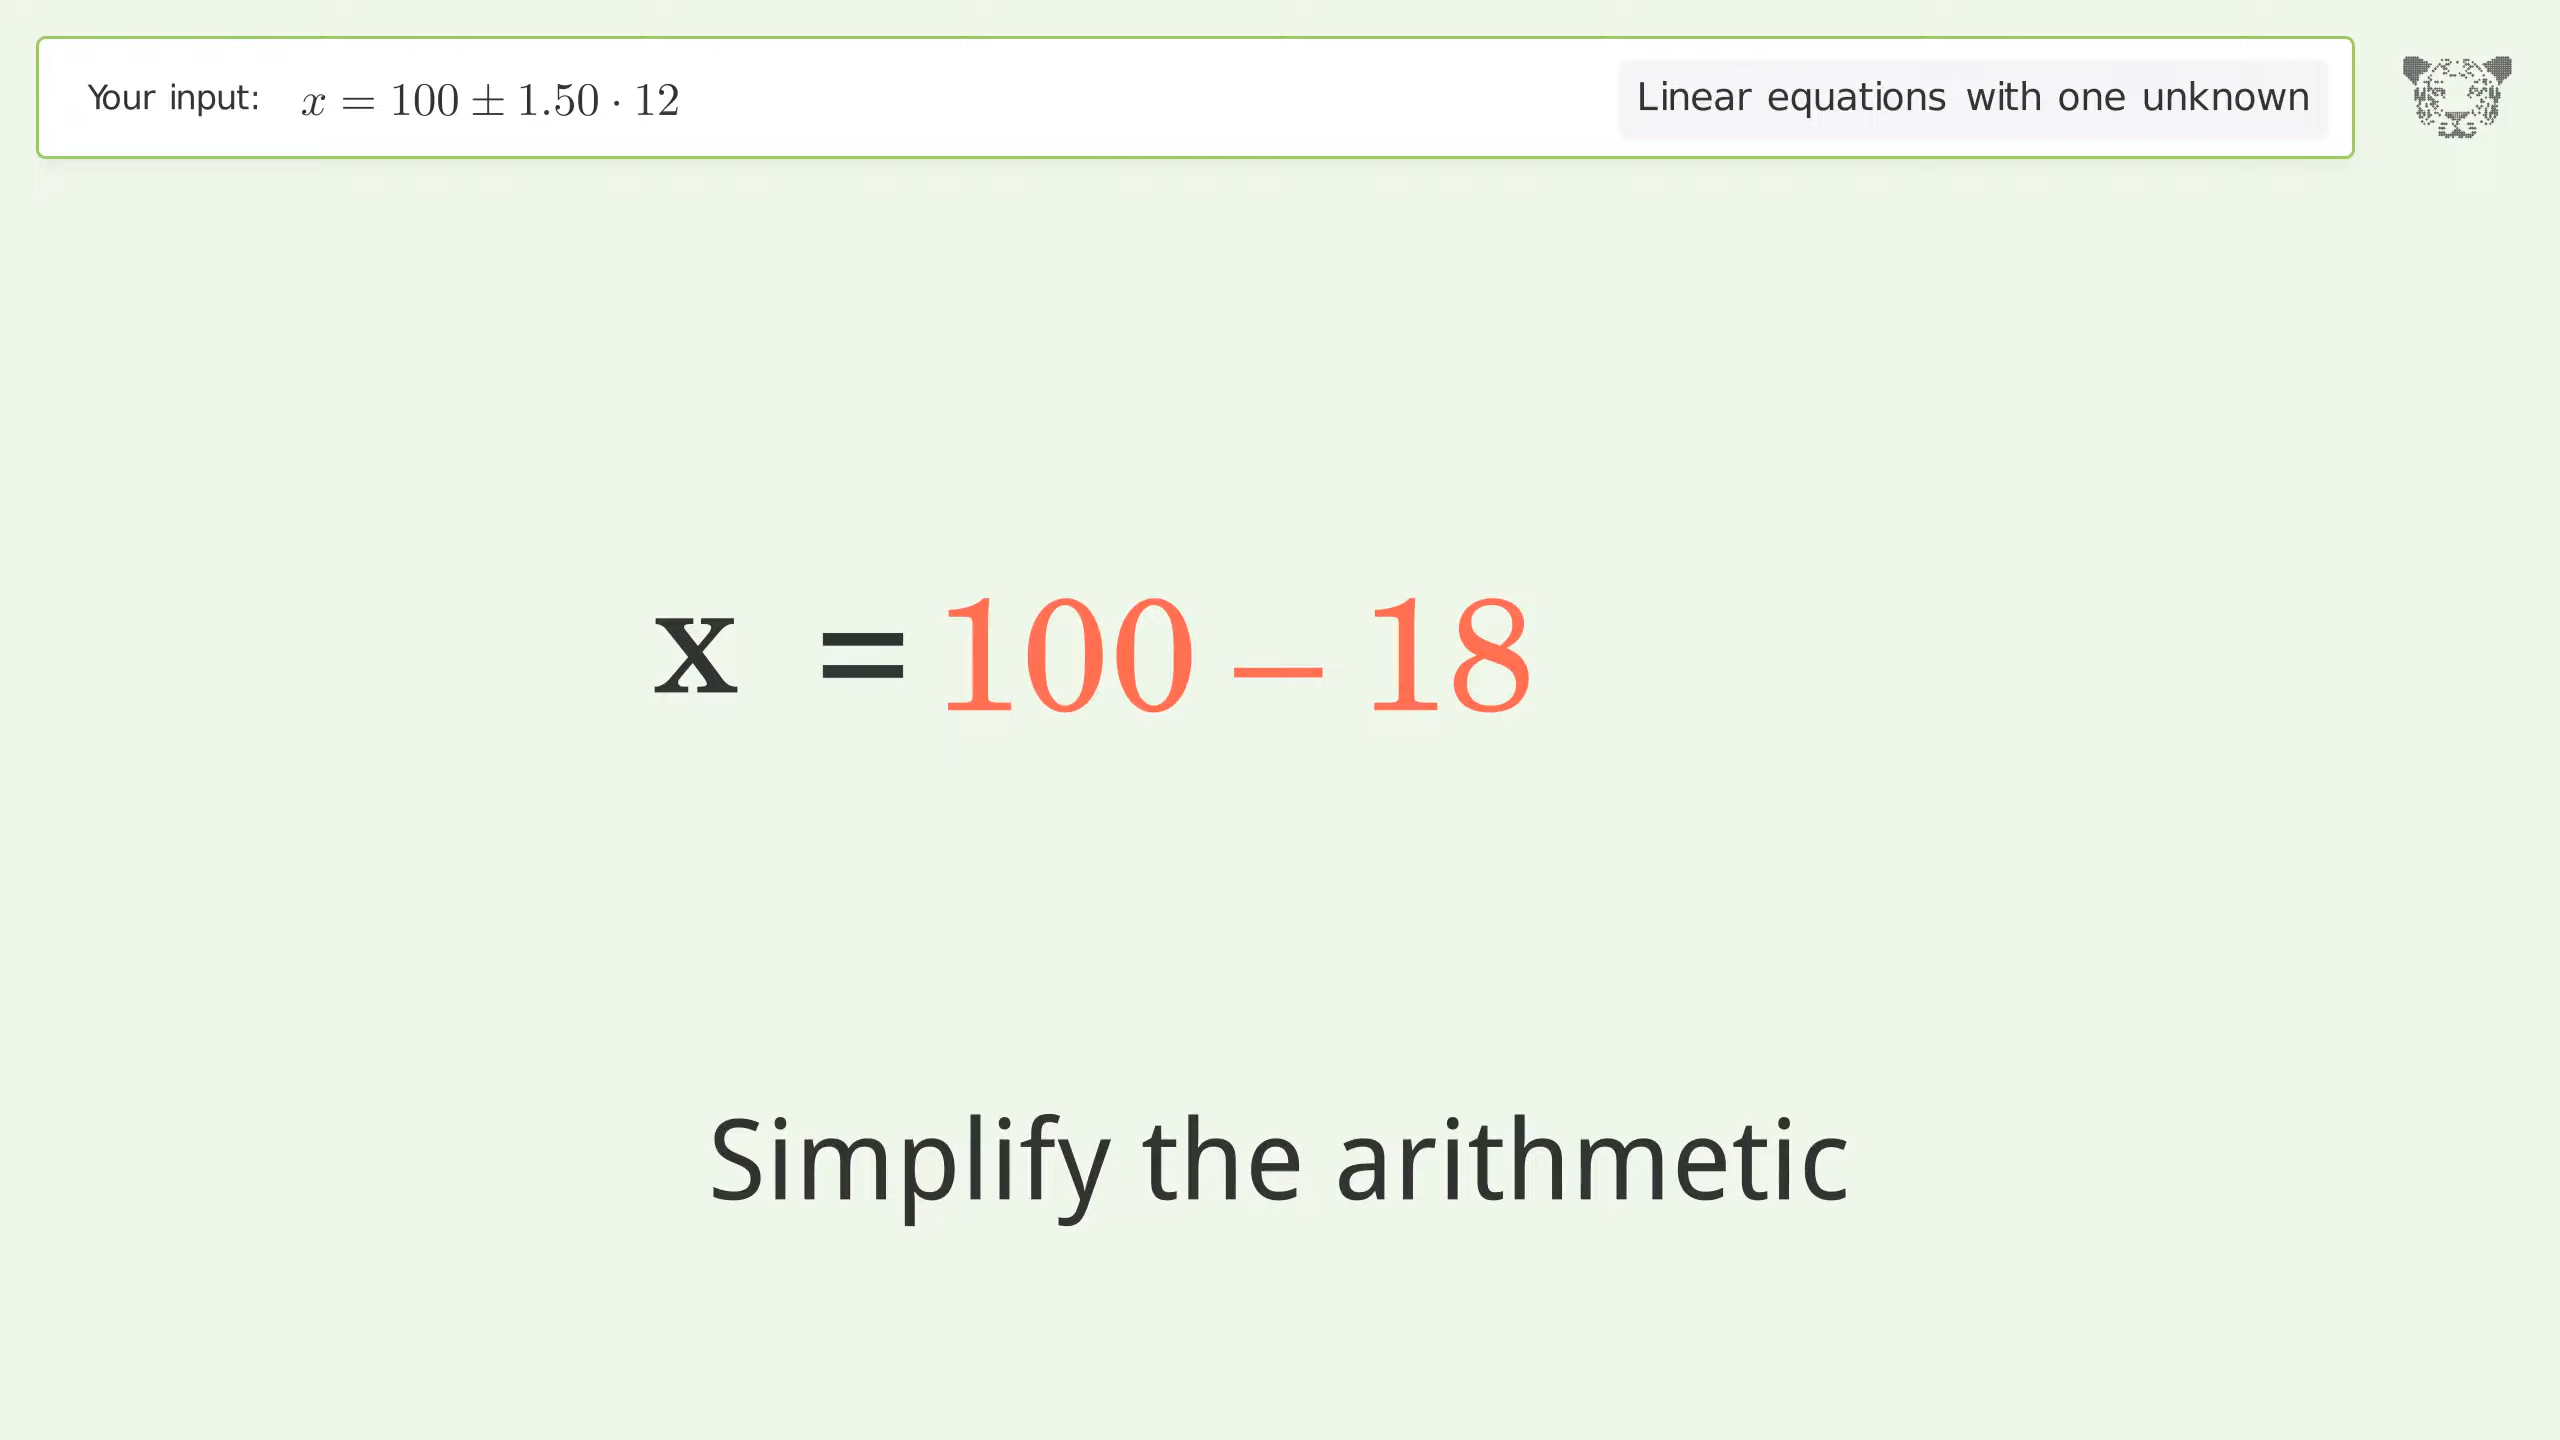 Your input: x = 100 ± 1.50 · 12
Linear equations with one unknown
x = 100 − 18
Simplify the arithmetic